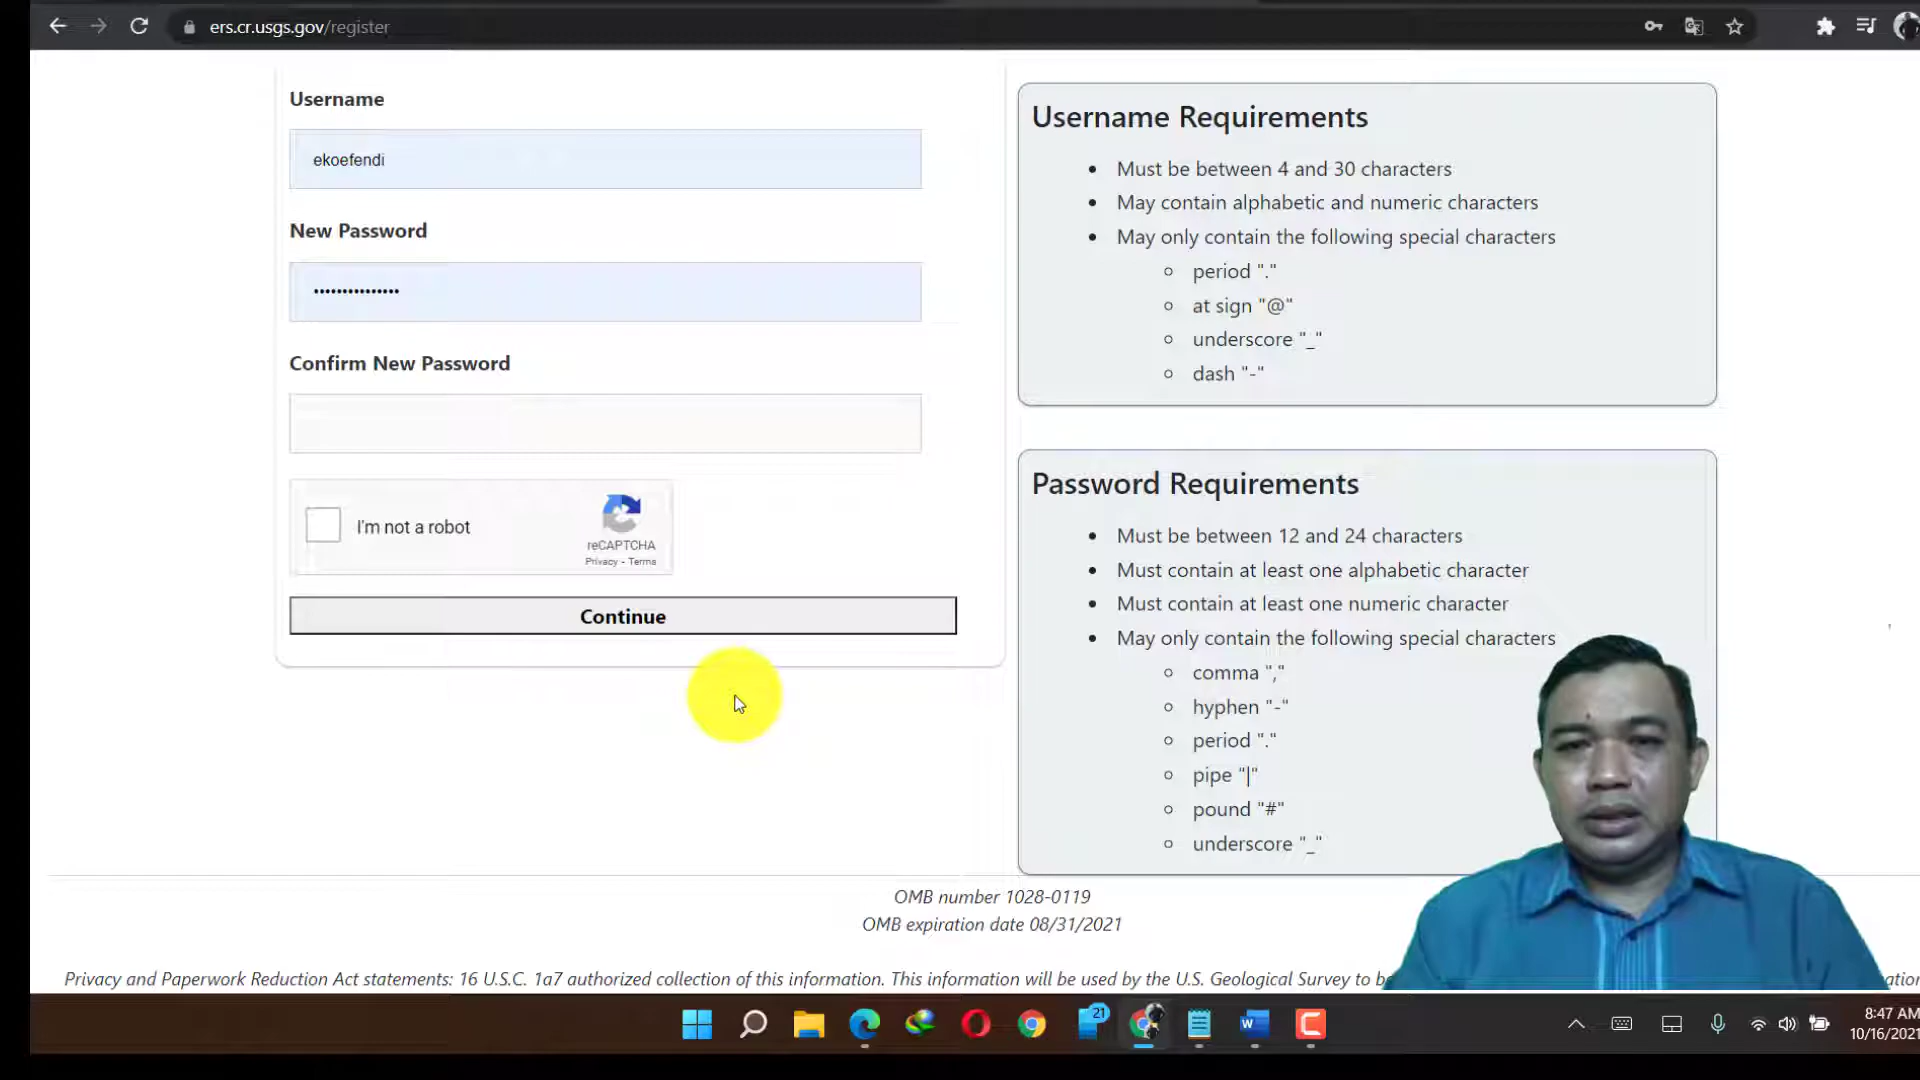 ers.cr.usgs.gov/register
Username
ekoefendi
New Password
•••••••••••••••
Confirm New Password
I'm not a robot
reCAPTCHA
Privacy - Terms
Continue
Username Requirements
Must be between 4 and 30 characters
May contain alphabetic and numeric characters
May only contain the following special characters
period "."
at sign "@"
underscore "_"
dash "-"
Password Requirements
Must be between 12 and 24 characters
Must contain at least one alphabetic character
Must contain at least one numeric character
May only contain the following special characters
comma ","
hyphen "-"
period "."
pipe "|"
pound "#"
underscore "_"
OMB number 1028-0119
OMB expiration date 08/31/2021
Privacy and Paperwork Reduction Act statements: 16 U.S.C. 1a7 authorized collection of this information. This information will be used by the U.S. Geological Survey to be
21
W
8:47 AM
10/16/2021